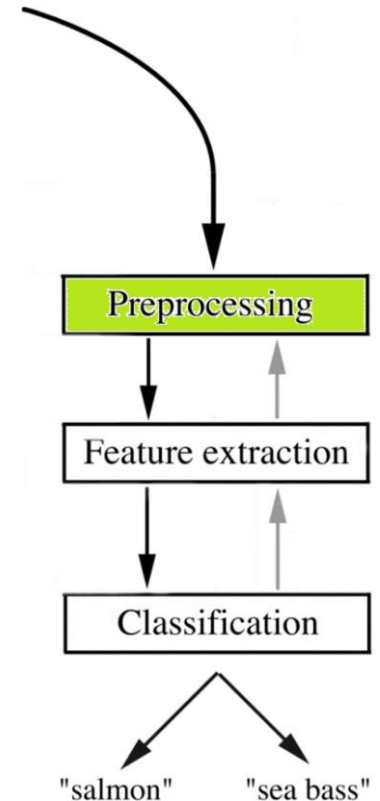 Preprocessing
Feature extraction
Classification
"salmon" "sea bass"